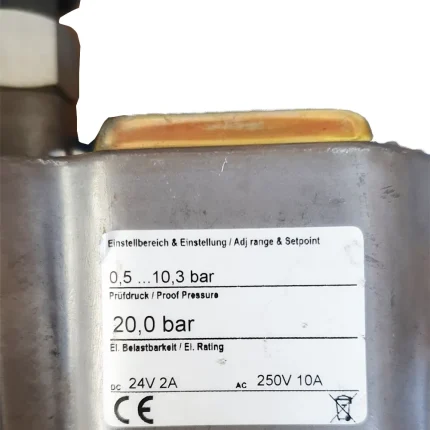 Einstellbereich & Einstellung / Adj range & Setpoint
0,5 ...10,3 bar
Prüfdruck / Proof Pressure
20,0 bar
El. Belastbarkeit / El. Rating
DC 24V 2A AC 250V 10A
CE